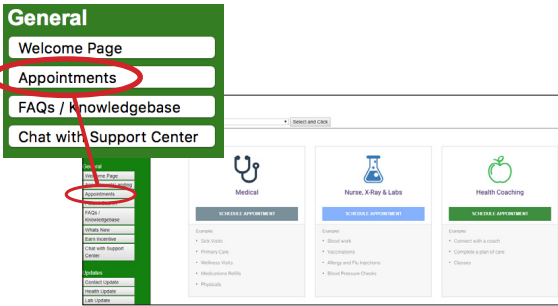 General
Welcome Page
Appointments
FAQs / Knowledgebase
Chat with Support Center
Select and Click
General
Welcome Page
Appointments
FAQs /
Knowledgebase
Whats New
Earn Incentive
Chat with Support
Center
Updates
Contact Update
Health Update
Lab Update
Medical
SCHEDULE APPOINTMENT
Examples
• Sick Visits
• Primary Care
• Wellness Visits
• Medications Refills
• Physicals
Nurse, X-Ray & Labs
SCHEDULE APPOINTMENT
Examples
• Blood work
• Vaccinations
• Allergy and Flu Injections
• Blood Pressure Checks
Health Coaching
SCHEDULE APPOINTMENT
Examples
• Connect with a coach
• Complete a plan of care
• Classes